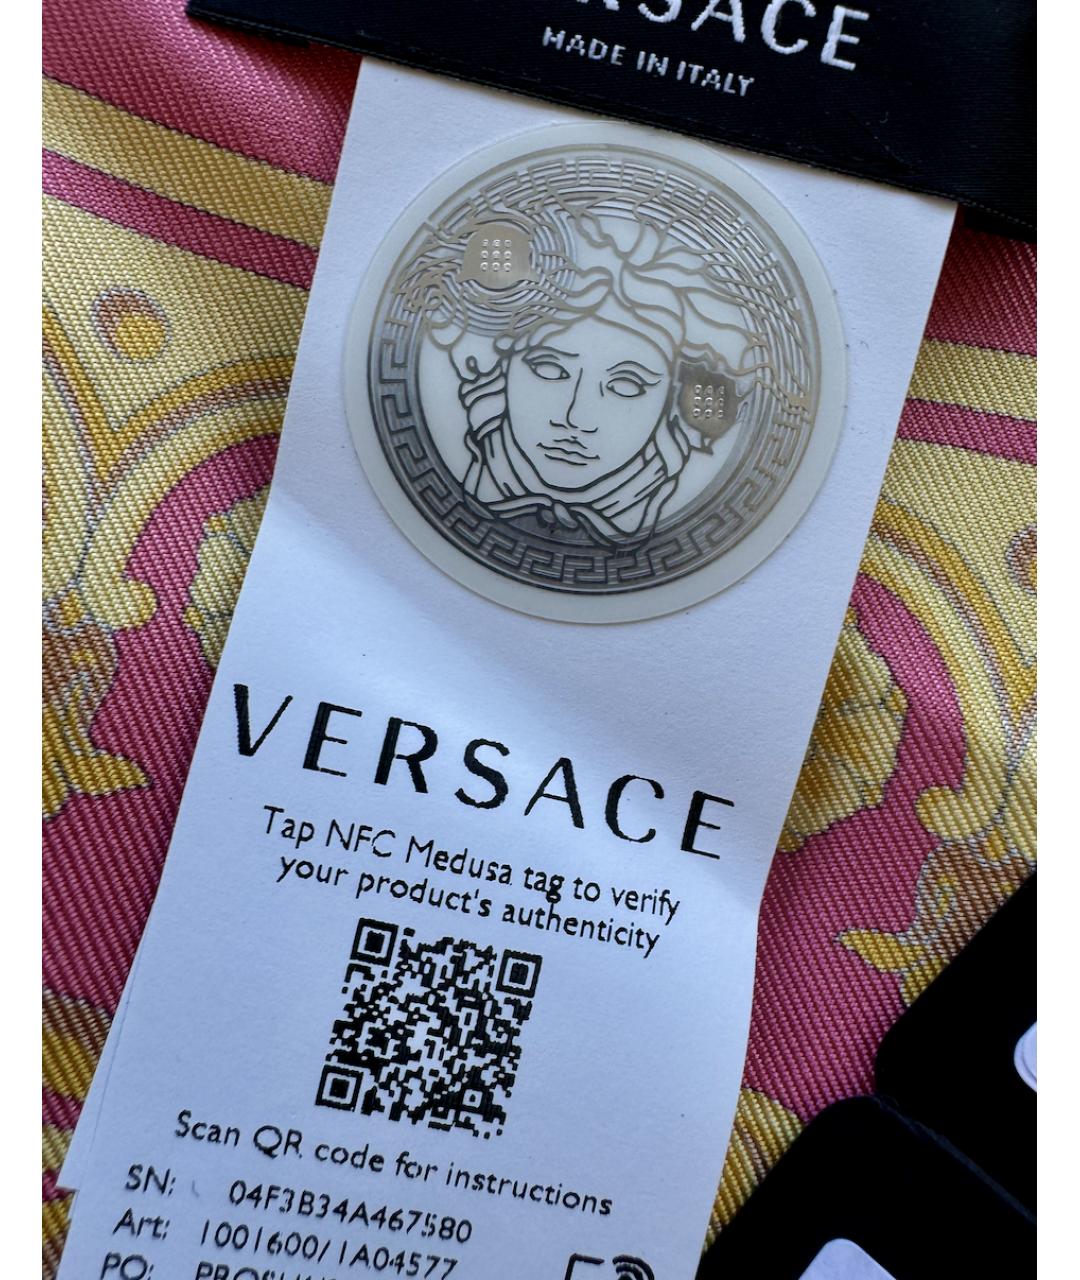 VERSACE
MADE IN ITALY
VERSACE
Tap NFC Medusa tag to verify
your product's authenticity
Scan QR code for instructions
SN: 04F3B34A467580
Art: 1001600/1A04577
PO: